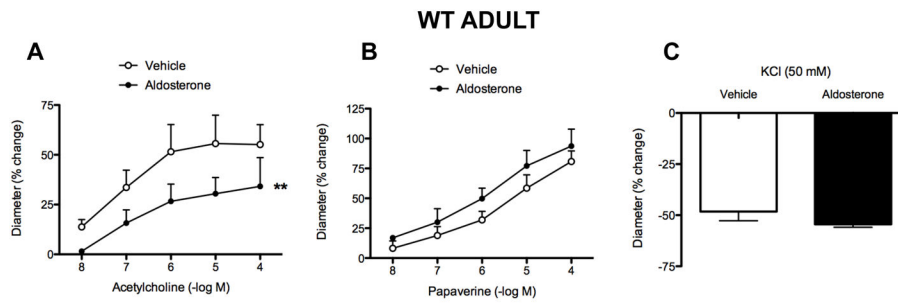 WT ADULT
A
Vehicle
Aldosterone
75
50
25
0
8 7 6 5 4
**
Diameter (% change)
Acetylcholine (-log M)
B
Vehicle
Aldosterone
125
100
75
50
25
0
8 7 6 5 4
Diameter (% change)
Papaverine (-log M)
C
KCl (50 mM)
Vehicle Aldosterone
0
-25
-50
-75
Diameter (% change)